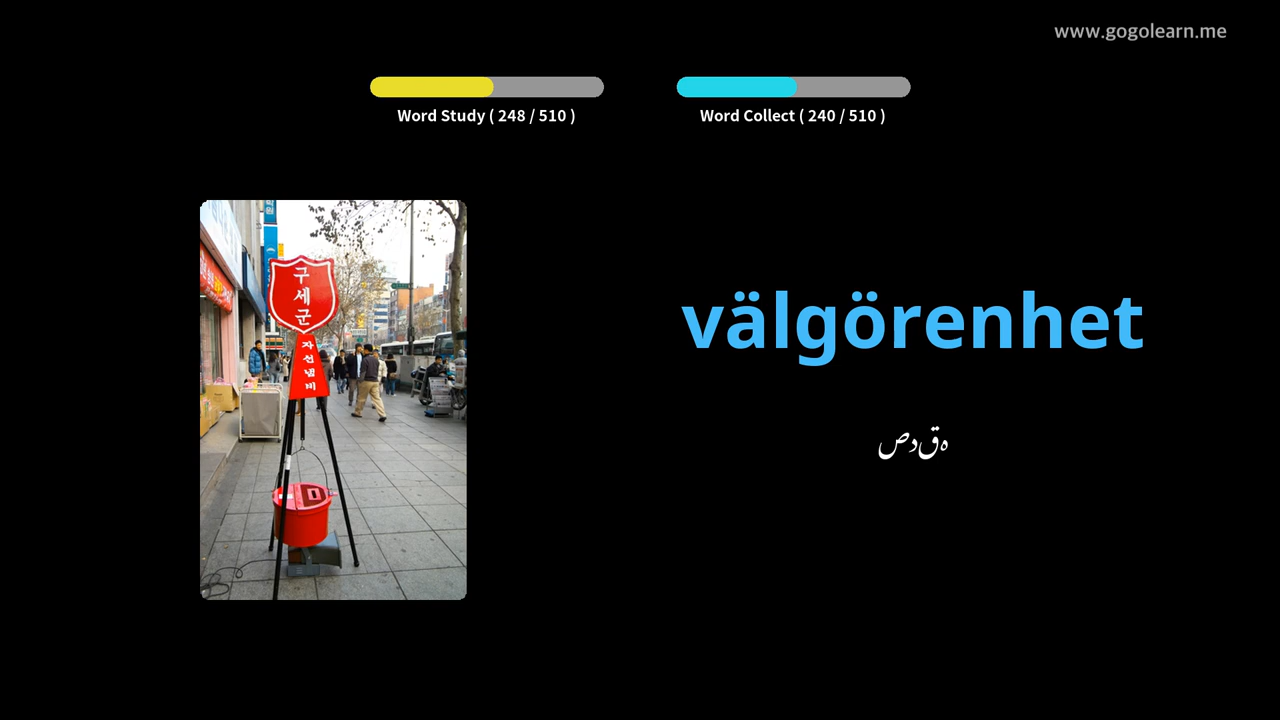 www.gogolearn.me
Word Study ( 248 / 510 )
Word Collect ( 240 / 510 )
구세군
자선냄비
välgörenhet
ہقدص